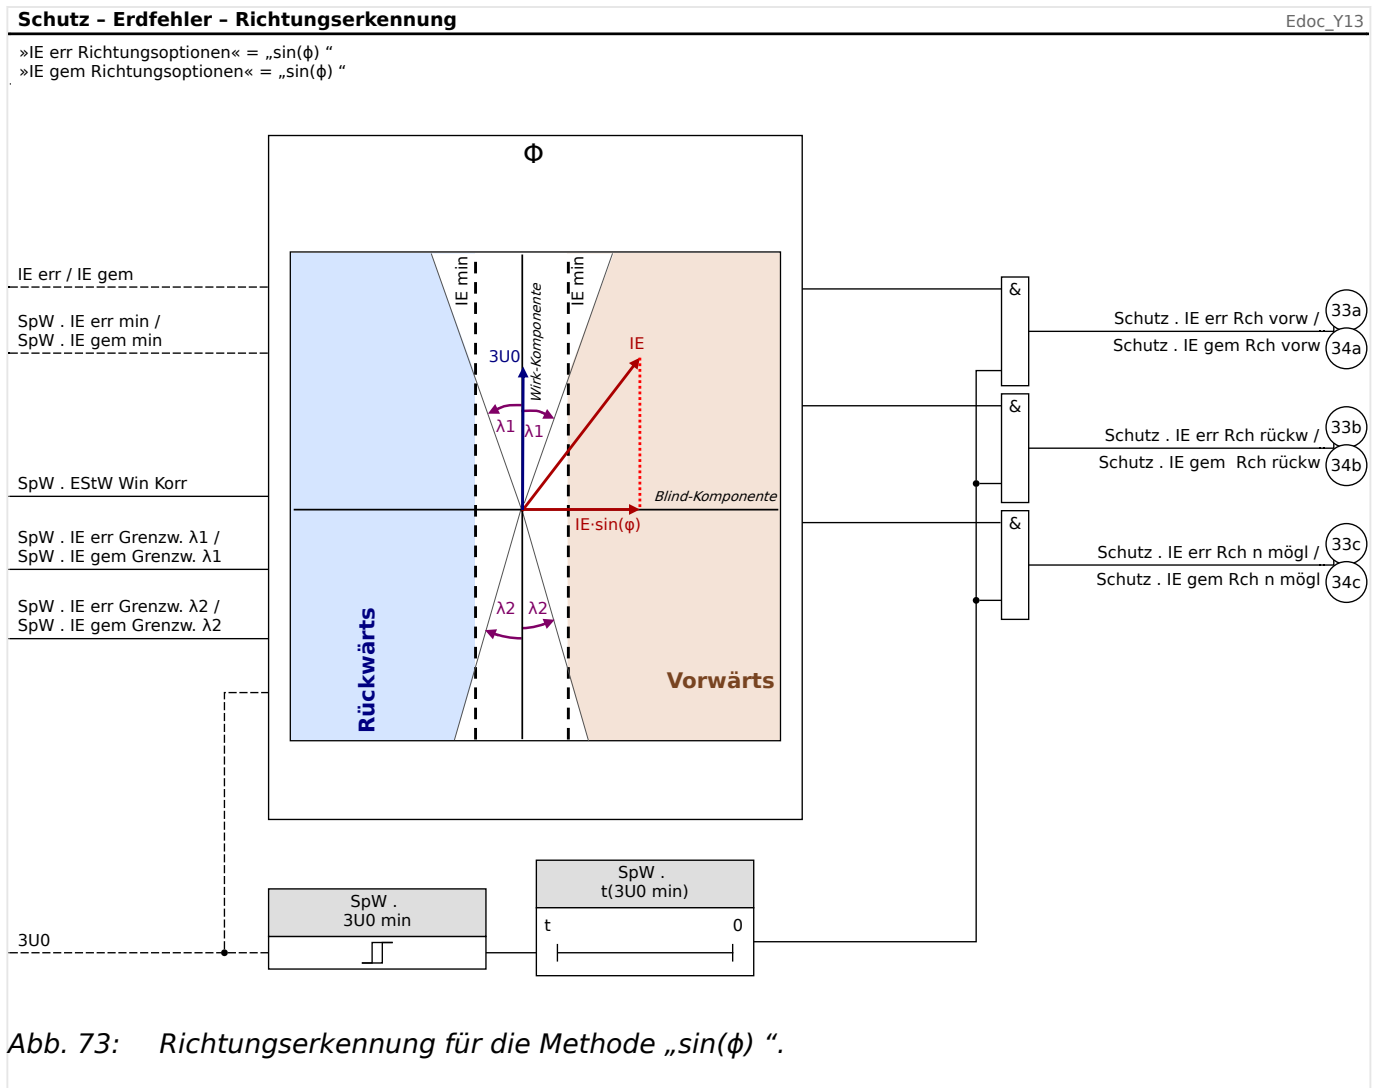 Schutz – Erdfehler – Richtungserkennung
Edoc_Y13
»IE err Richtungsoptionen« = „sin(ϕ) “
»IE gem Richtungsoptionen« = „sin(ϕ) “
Φ
IE err / IE gem
SpW . IE err min /
SpW . IE gem min
SpW . EStW Win Korr
SpW . IE err Grenzw. λ1 /
SpW . IE gem Grenzw. λ1
SpW . IE err Grenzw. λ2 /
SpW . IE gem Grenzw. λ2
3U0
IE min
IE min
Wirk-Komponente
3U0
IE
λ1
λ1
Blind-Komponente
IE·sin(φ)
λ2
λ2
Rückwärts
Vorwärts
&
Schutz . IE err Rch vorw /
33a
Schutz . IE gem Rch vorw
34a
&
Schutz . IE err Rch rückw /
33b
Schutz . IE gem  Rch rückw
34b
&
Schutz . IE err Rch n mögl /
33c
Schutz . IE gem Rch n mögl
34c
SpW .
3U0 min
SpW .
t(3U0 min)
t
0
Abb. 73: Richtungserkennung für die Methode „sin(ϕ) “.